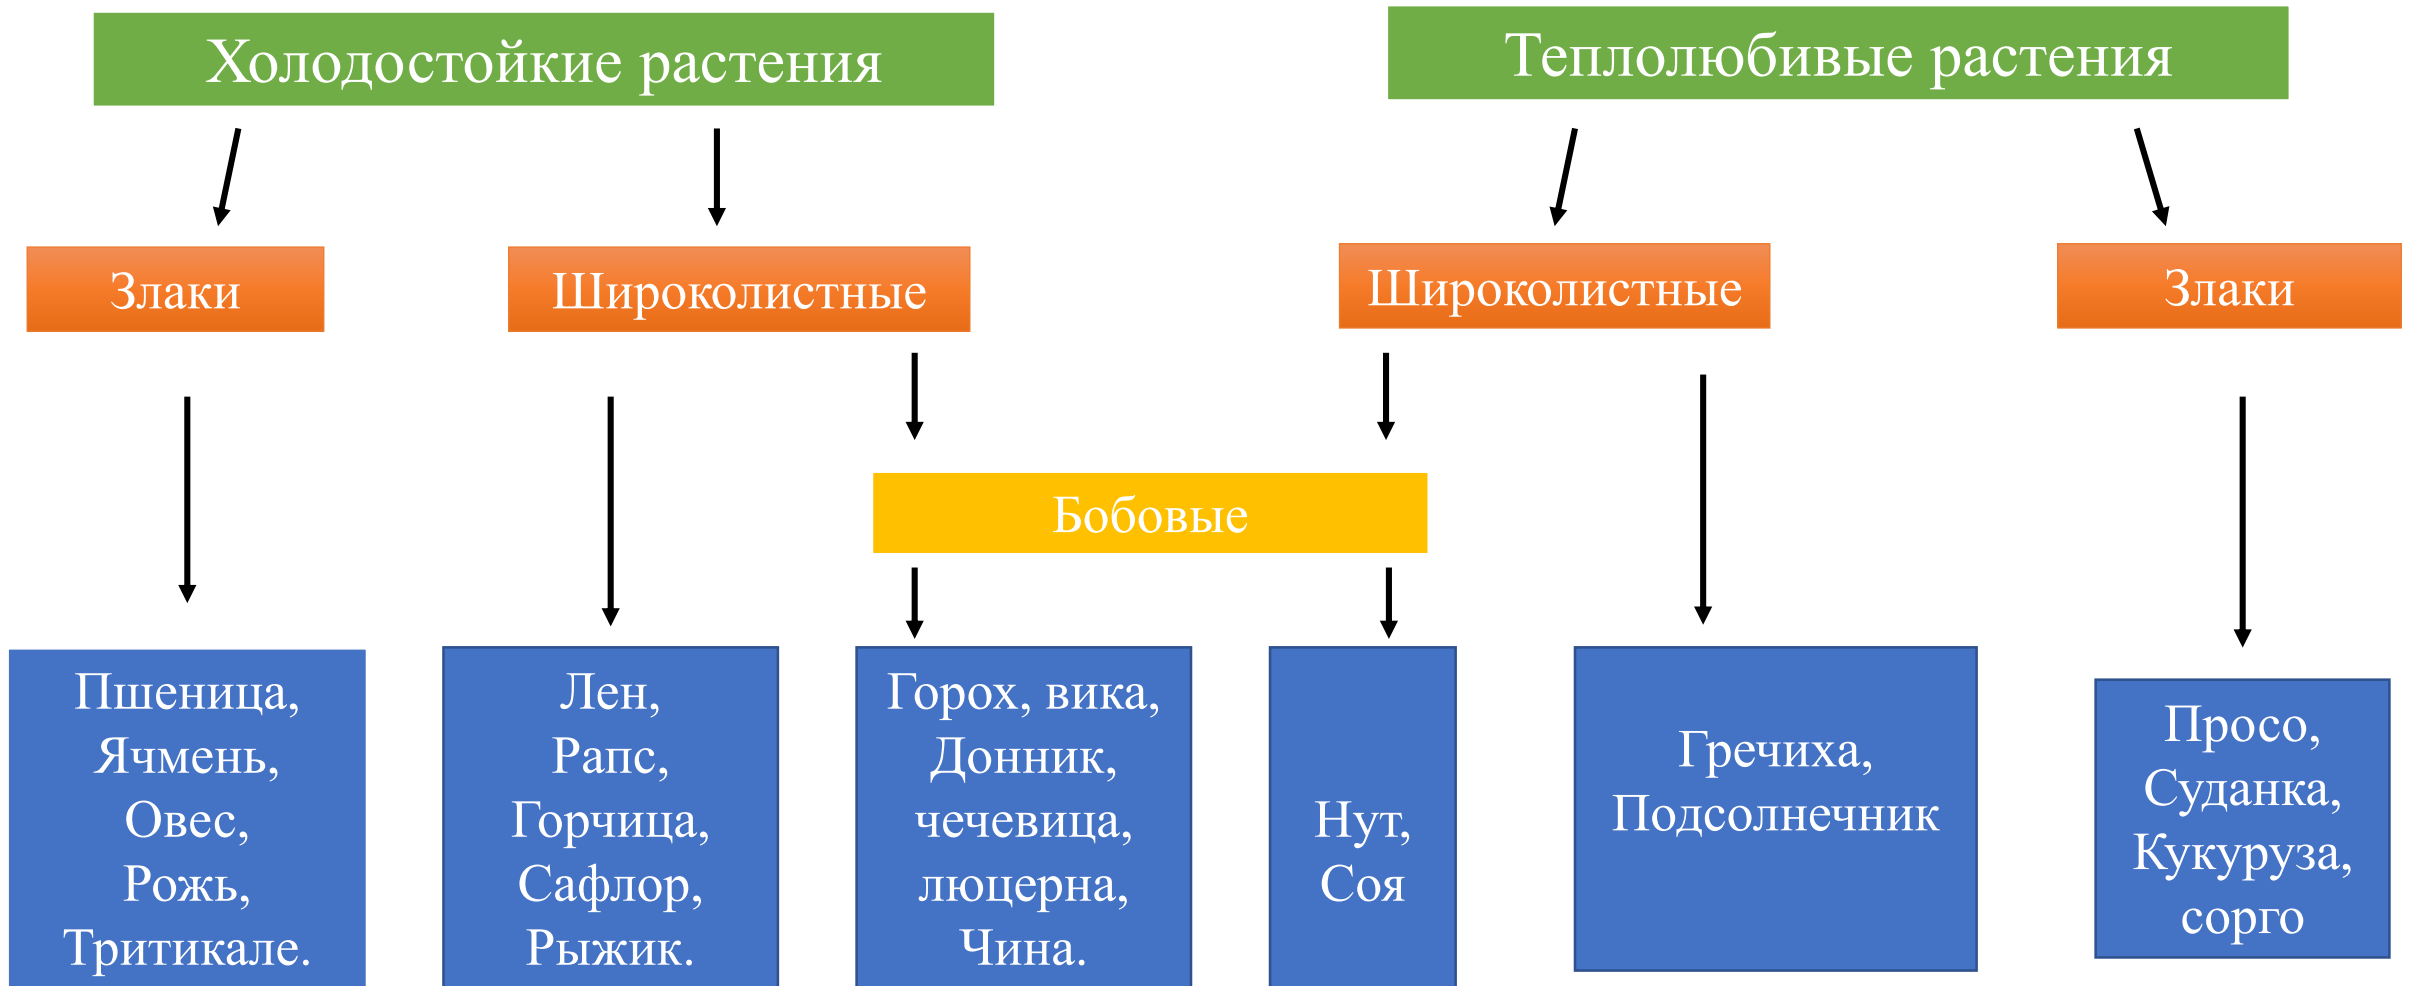 Холодостойкие растения
Теплолюбивые растения
Злаки
Широколистные
Широколистные
Злаки
Бобовые
Пшеница,
Ячмень,
Овес,
Рожь,
Тритикале.
Лен,
Рапс,
Горчица,
Сафлор,
Рыжик.
Горох, вика,
Донник,
чечевица,
люцерна,
Чина.
Нут,
Соя
Гречиха,
Подсолнечник
Просо,
Суданка,
Кукуруза,
сорго